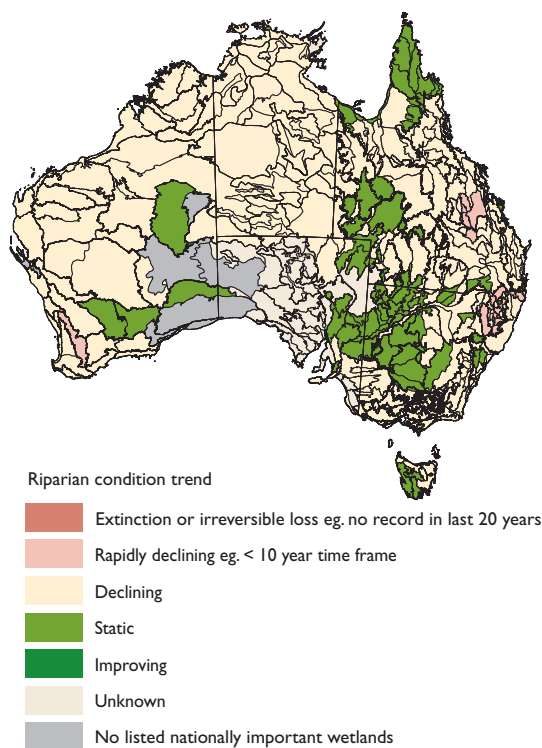 Riparian condition trend
Extinction or irreversible loss eg. no record in last 20 years
Rapidly declining eg. < 10 year time frame
Declining
Static
Improving
Unknown
No listed nationally important wetlands